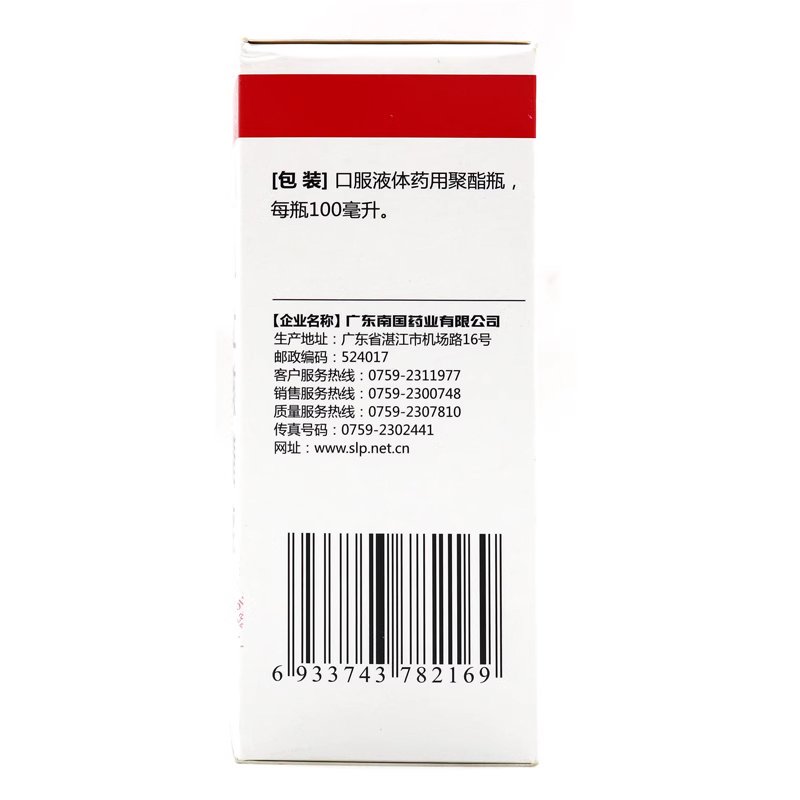 [包 装] 口服液体药用聚酯瓶，
每瓶100毫升。
【企业名称】广东南国药业有限公司
生产地址：广东省湛江市机场路16号
邮政编码：524017
客户服务热线：0759-2311977
销售服务热线：0759-2300748
质量服务热线：0759-2307810
传真号码：0759-2302441
网址：www.slp.net.cn
6 933743 782169